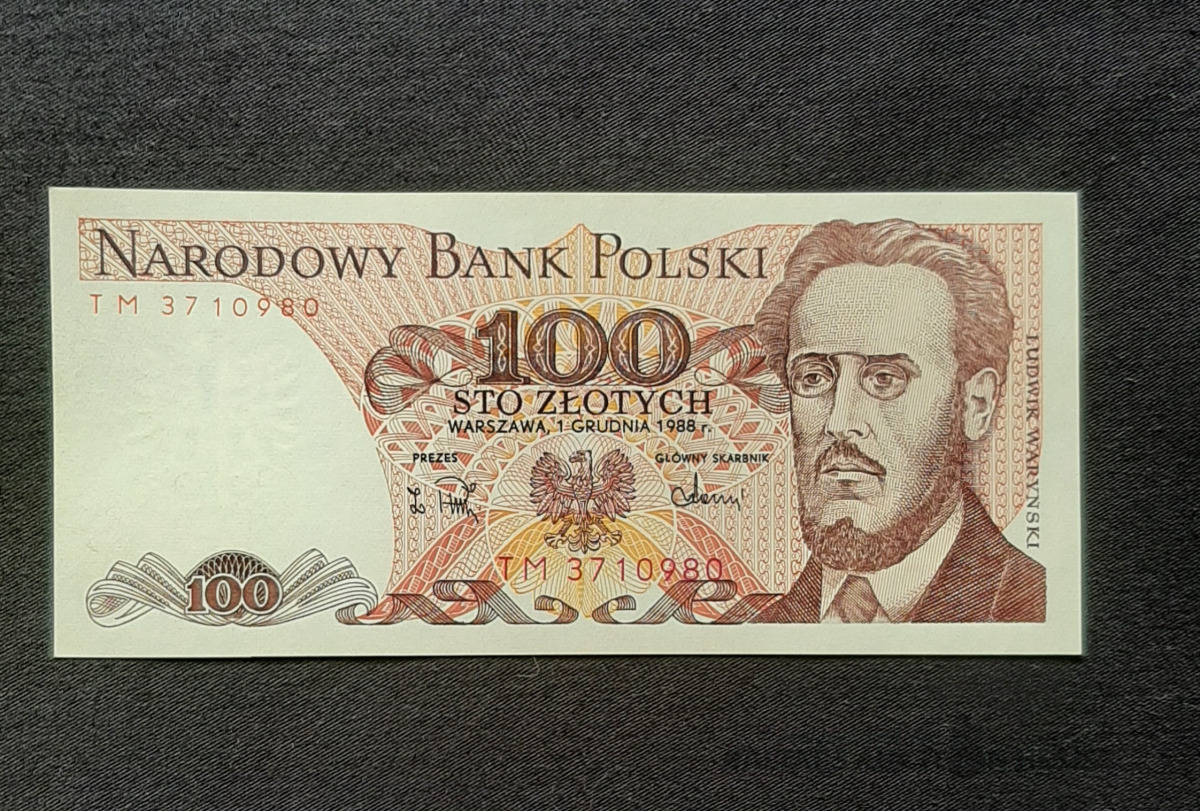 NARODOWY BANK POLSKI
TM 3710980
100
STO ZŁOTYCH
WARSZAWA, 1 GRUDNIA 1988 r.
PREZES
GŁÓWNY SKARBNIK
TM 3710980
100
LUDWIK WARYŃSKI